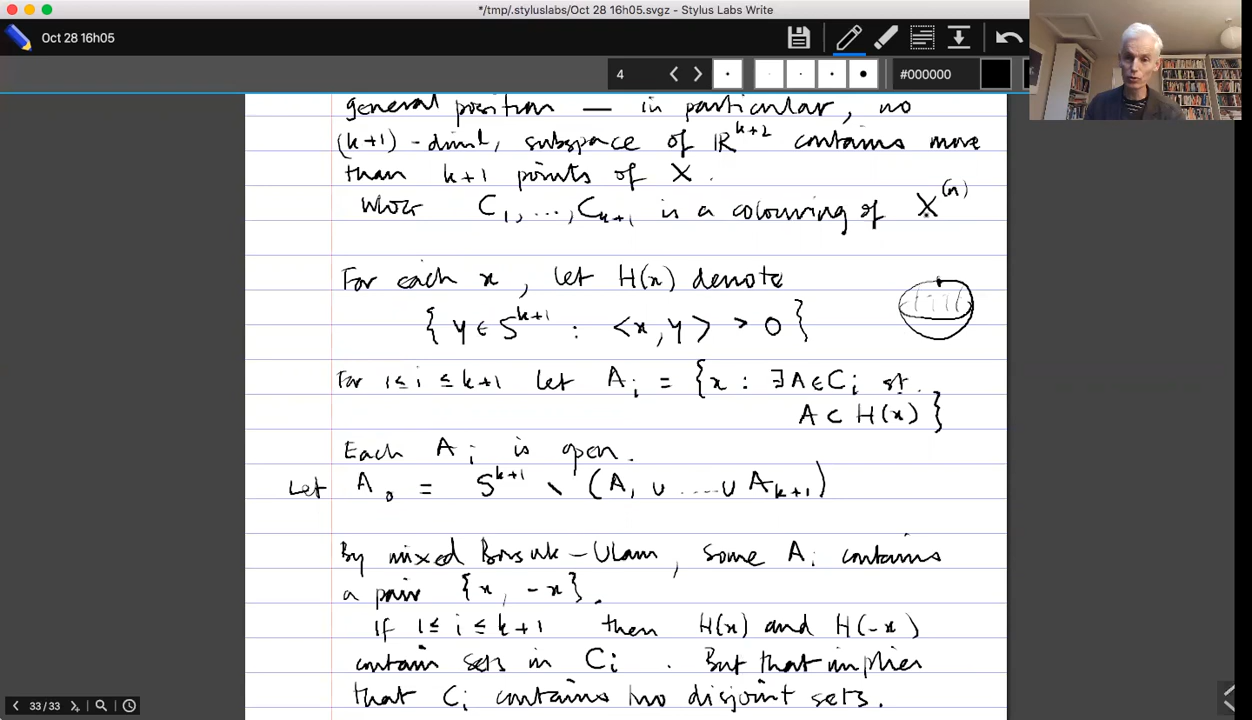 */tmp/.styluslabs/Oct 28 16h05.svgz - Stylus Labs Write
Oct 28 16h05
4
#000000
general position — in particular, no
(k+1)-diml, subspace of ℝ^{k+2} contains more
than k+1 points of X.
C₁, ..., C_{k+1} is a colouring of X^{(n)}
For each x, let H(x) denote
{ y ∈ S^{k+1} : <x, y> > 0 }
For 1 ≤ i ≤ k+1 let A_i = { x : ∃ A ∈ C_i st.
A ⊂ H(x) }
Each A_i is open.
Let A_0 = S^{k+1} \ (A_1 ∪ ..... ∪ A_{k+1})
By mixed Borsuk-Ulam, some A_i contains
a pair {x, -x}.
If 1 ≤ i ≤ k+1 then H(x) and H(-x)
contain sets in C_i . But that implies
that C_i contains two disjoint sets.
33/33